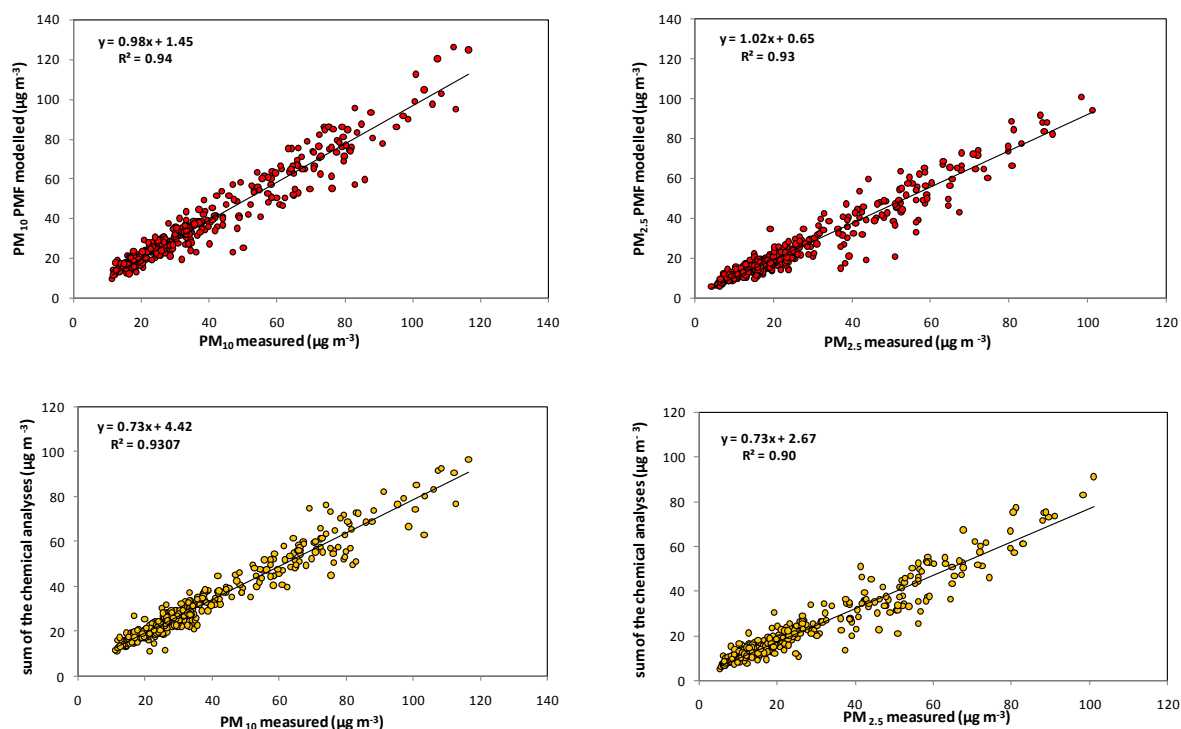 y = 0.98x + 1.45
R² = 0.94
PM₁₀ PMF modelled (µg m⁻³)
140
120
100
80
60
40
20
0
0 20 40 60 80 100 120 140
PM₁₀ measured (µg m⁻³)
y = 1.02x + 0.65
R² = 0.93
PM₂.₅ PMF modelled (µg m⁻³)
140
120
100
80
60
40
20
0
0 20 40 60 80 100 120
PM₂.₅ measured (µg m⁻³)
y = 0.73x + 4.42
R² = 0.9307
sum of the chemical analyses (µg m⁻³)
120
100
80
60
40
20
0
0 20 40 60 80 100 120 140
PM₁₀ measured (µg m⁻³)
y = 0.73x + 2.67
R² = 0.90
sum of the chemical analyses (µg m⁻³)
120
100
80
60
40
20
0
0 20 40 60 80 100 120
PM₂.₅ measured (µg m⁻³)